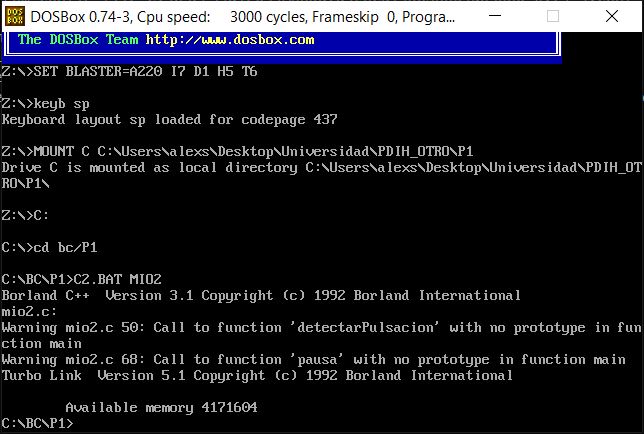 DOSBox 0.74-3, Cpu speed: 3000 cycles, Frameskip 0, Progra...
The DOSBox Team http://www.dosbox.com
Z:\>SET BLASTER=A220 I7 D1 H5 T6
Z:\>keyb sp
Keyboard layout sp loaded for codepage 437
Z:\>MOUNT C C:\Users\alexs\Desktop\Universidad\PDIH_OTRO\P1
Drive C is mounted as local directory C:\Users\alexs\Desktop\Universidad\PDIH_OT
RO\P1\
Z:\>C:
C:\>cd bc/P1
C:\BC\P1>C2.BAT MIO2
Borland C++  Version 3.1 Copyright (c) 1992 Borland International
mio2.c:
Warning mio2.c 50: Call to function 'detectarPulsacion' with no prototype in fun
ction main
Warning mio2.c 68: Call to function 'pausa' with no prototype in function main
Turbo Link  Version 5.1 Copyright (c) 1992 Borland International
Available memory 4171604
C:\BC\P1>